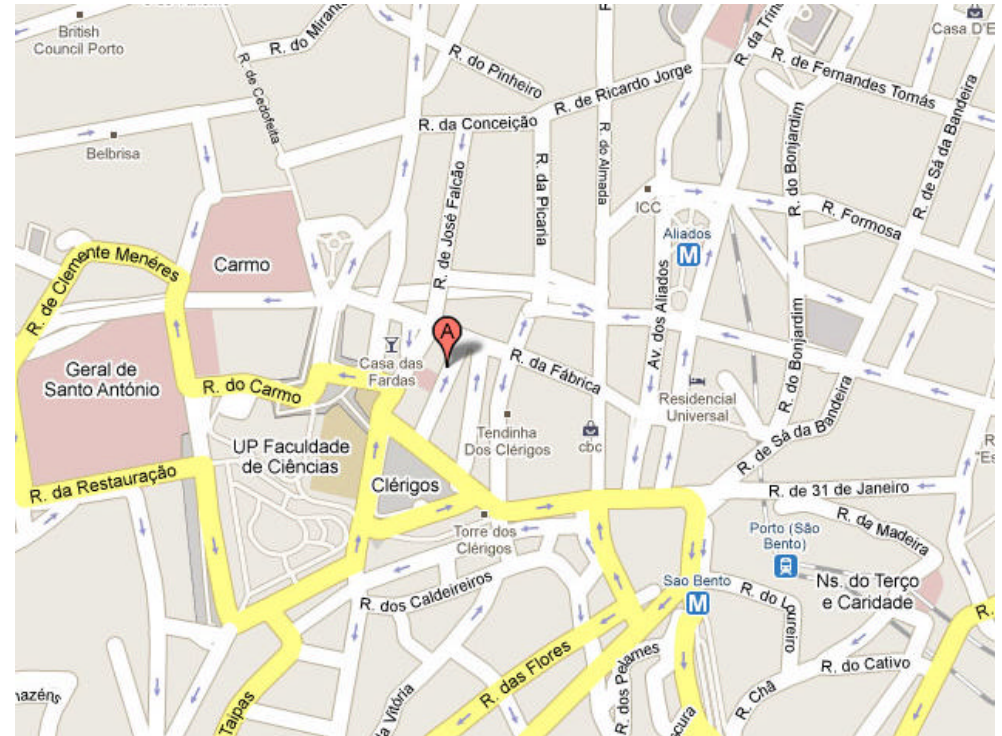 British
Council Porto
R. do Mirante
R. de Cedofeita
R. do Pinheiro
R. de Ricardo Jorge
R. da Conceição
R. de Fernandes Tomás
R. de Sá da Bandeira
Casa D'E
Belbrisa
R. de José Falcão
R. da Picaria
R. do Almada
R. do Bonjardim
ICC
R. Formosa
Aliados
M
R. de Clemente Menéres
Carmo
A
Av. dos Aliados
R. do Bonjardim
Casa das
Fardas
R. da Fábrica
Geral de
Santo António
R. do Carmo
Residencial
Universal
R. de Sá da Bandeira
Tendinha
Dos Clérigos
cbc
UP Faculdade
de Ciências
Clérigos
R. da Restauração
R. de 31 de Janeiro
R. da Madeira
Torre dos
Clérigos
Porto (São
Bento)
R. dos Caldeireiros
Sao Bento
M
R. do Loureiro
Ns. do Terço
e Caridade
R.
R. das Flores
R. dos Pelames
R. do Cativo
R. Chã
da Vitória
Taipas